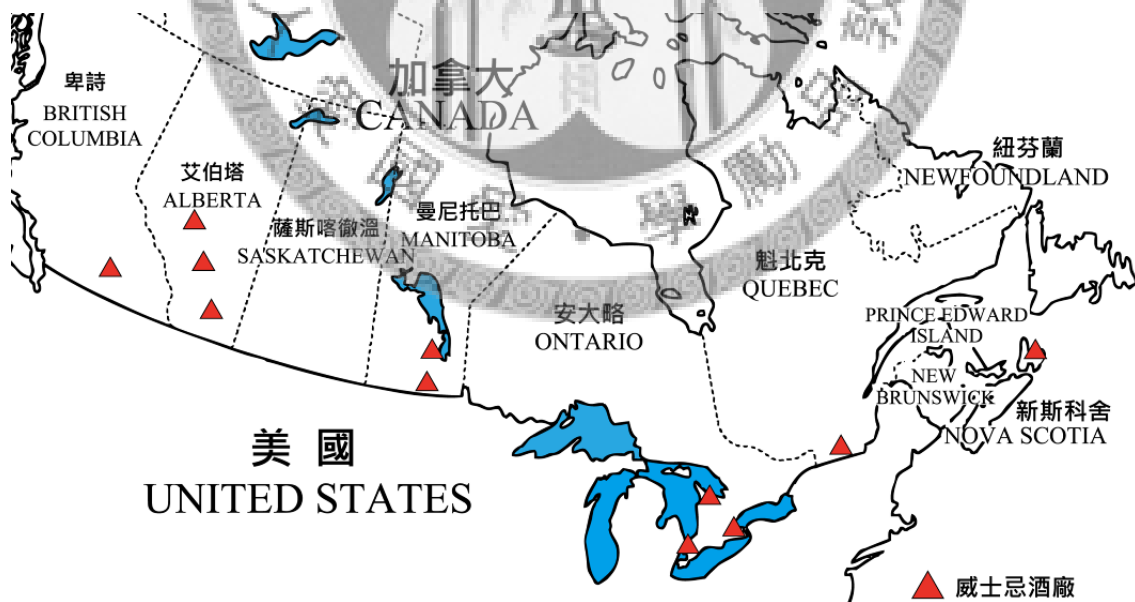 加拿大
CANADA
卑詩
BRITISH
COLUMBIA
艾伯塔
ALBERTA
薩斯喀徹溫
SASKATCHEWAN
曼尼托巴
MANITOBA
安大略
ONTARIO
魁北克
QUEBEC
紐芬蘭
NEWFOUNDLAND
PRINCE EDWARD
ISLAND
NEW
BRUNSWICK
新斯科舍
NOVA SCOTIA
美國
UNITED STATES
威士忌酒廠